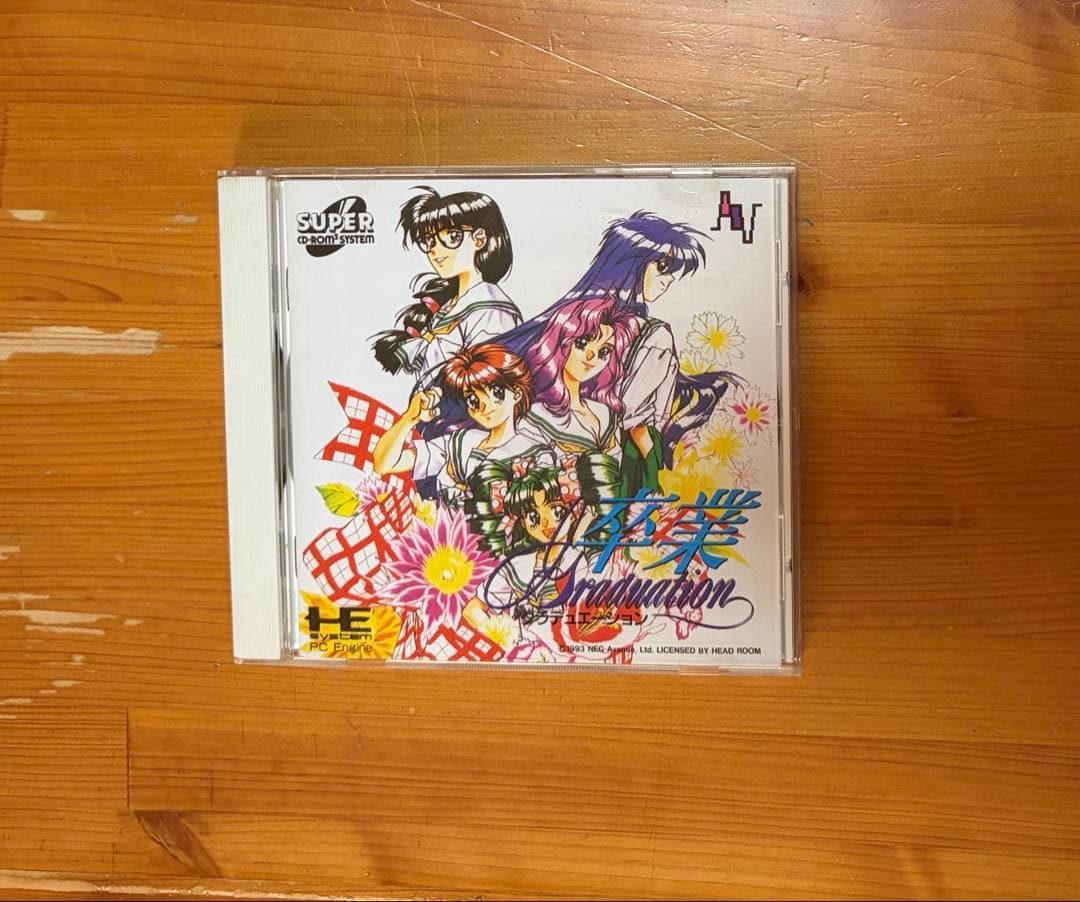 SUPER
CD-ROM² SYSTEM
AV
卒業
Graduation
グラデュエーション
HE
system
PC Engine
©1993 NEC Avenue, Ltd. LICENSED BY HEAD ROOM